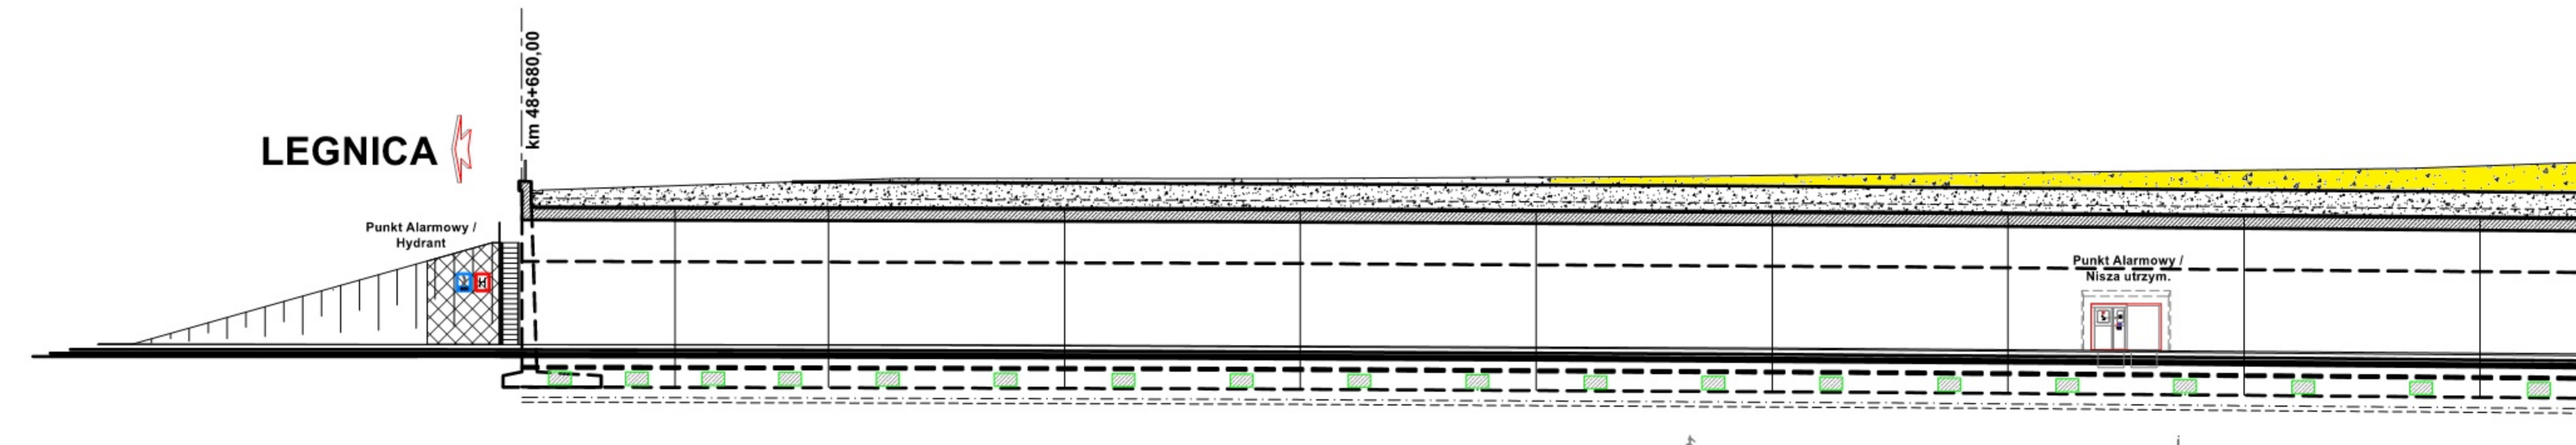 km 48+680,00
LEGNICA
Punkt Alarmowy /
Hydrant
Punkt Alarmowy /
Nisza utrzym.